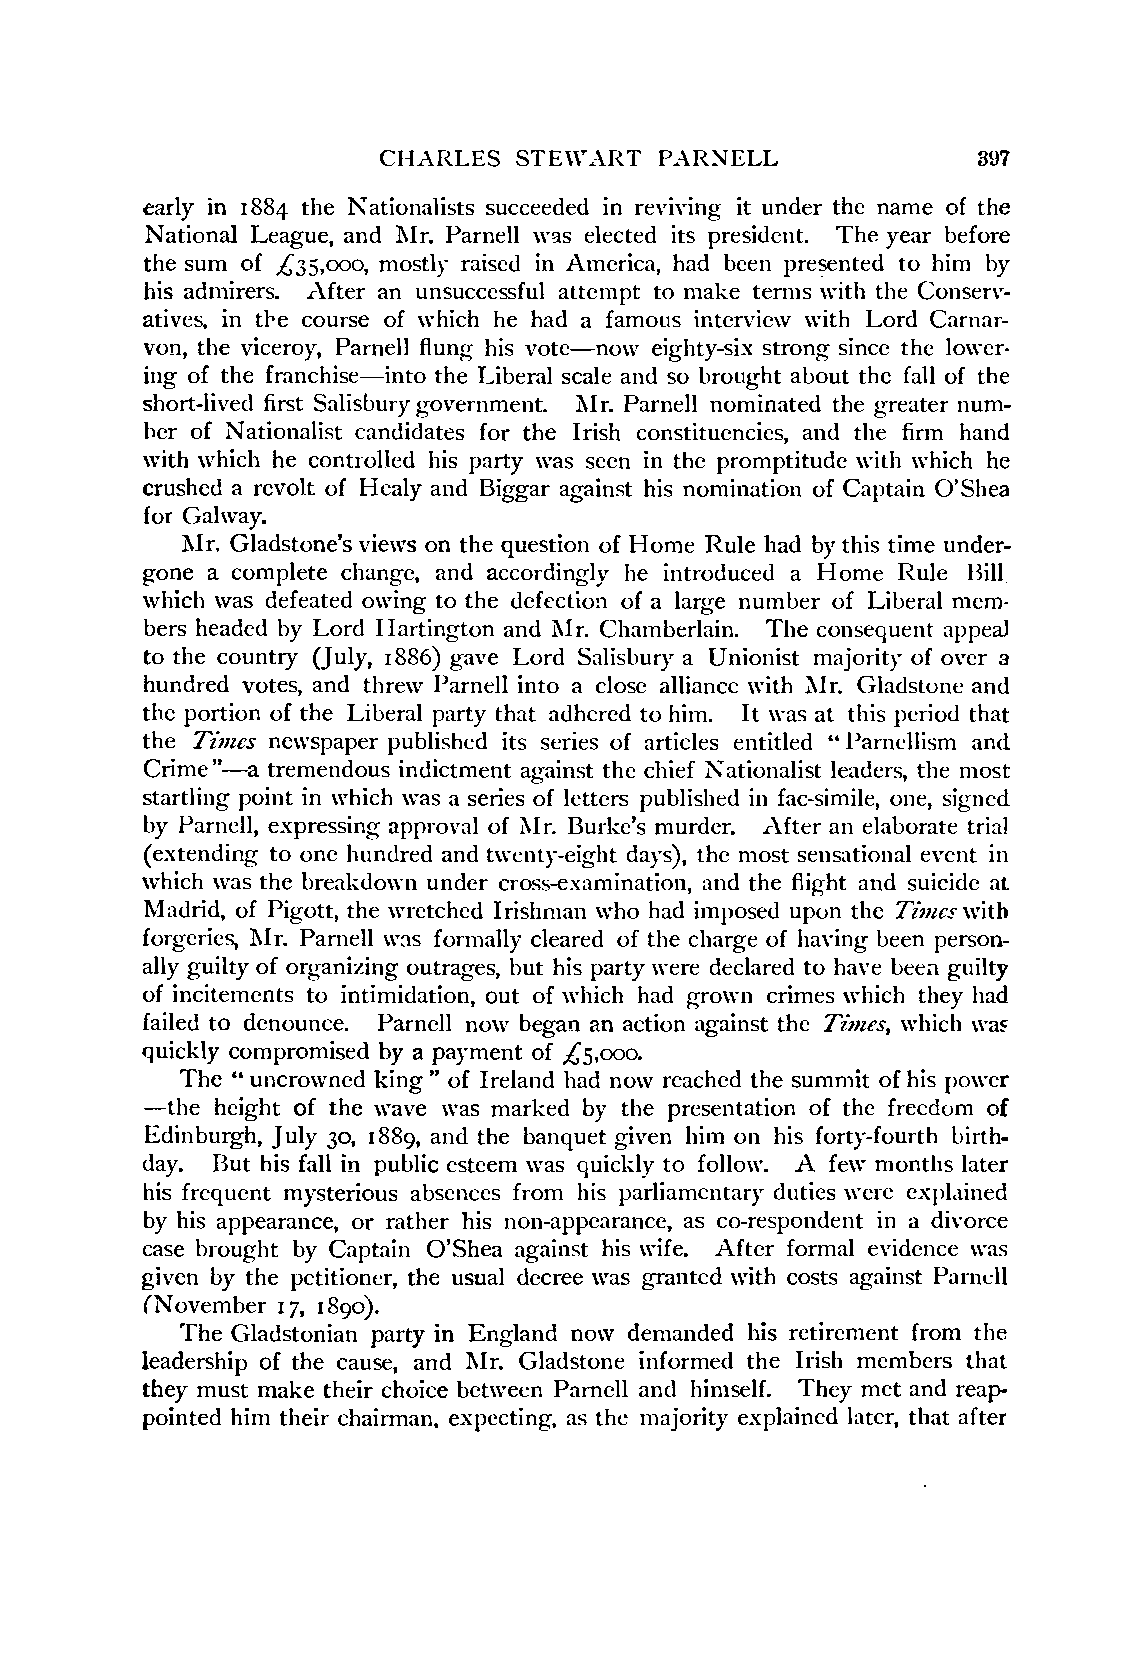 CHARLES STEWART PARNELL 397
early in 1884 the Nationalists succeeded in reviving it under the name of the
National League, and Mr. Parnell was elected its president. The year before
the sum of £35,000, mostly raised in America, had been presented to him by
his admirers. After an unsuccessful attempt to make terms with the Conserv-
atives, in the course of which he had a famous interview with Lord Carnar-
von, the viceroy, Parnell flung his vote—now eighty-six strong since the lower-
ing of the franchise—into the Liberal scale and so brought about the fall of the
short-lived first Salisbury government. Mr. Parnell nominated the greater num-
ber of Nationalist candidates for the Irish constituencies, and the firm hand
with which he controlled his party was seen in the promptitude with which he
crushed a revolt of Healy and Biggar against his nomination of Captain O'Shea
for Galway.
Mr. Gladstone's views on the question of Home Rule had by this time under-
gone a complete change, and accordingly he introduced a Home Rule Bill
which was defeated owing to the defection of a large number of Liberal mem-
bers headed by Lord Hartington and Mr. Chamberlain. The consequent appeal
to the country (July, 1886) gave Lord Salisbury a Unionist majority of over a
hundred votes, and threw Parnell into a close alliance with Mr. Gladstone and
the portion of the Liberal party that adhered to him. It was at this period that
the Times newspaper published its series of articles entitled "Parnellism and
Crime"—a tremendous indictment against the chief Nationalist leaders, the most
startling point in which was a series of letters published in fac-simile, one, signed
by Parnell, expressing approval of Mr. Burke's murder. After an elaborate trial
(extending to one hundred and twenty-eight days), the most sensational event in
which was the breakdown under cross-examination, and the flight and suicide at
Madrid, of Pigott, the wretched Irishman who had imposed upon the Times with
forgeries, Mr. Parnell was formally cleared of the charge of having been person-
ally guilty of organizing outrages, but his party were declared to have been guilty
of incitements to intimidation, out of which had grown crimes which they had
failed to denounce. Parnell now began an action against the Times, which was
quickly compromised by a payment of £5,000.
The "uncrowned king" of Ireland had now reached the summit of his power
—the height of the wave was marked by the presentation of the freedom of
Edinburgh, July 30, 1889, and the banquet given him on his forty-fourth birth-
day. But his fall in public esteem was quickly to follow. A few months later
his frequent mysterious absences from his parliamentary duties were explained
by his appearance, or rather his non-appearance, as co-respondent in a divorce
case brought by Captain O'Shea against his wife. After formal evidence was
given by the petitioner, the usual decree was granted with costs against Parnell
(November 17, 1890).
The Gladstonian party in England now demanded his retirement from the
leadership of the cause, and Mr. Gladstone informed the Irish members that
they must make their choice between Parnell and himself. They met and reap-
pointed him their chairman, expecting, as the majority explained later, that after